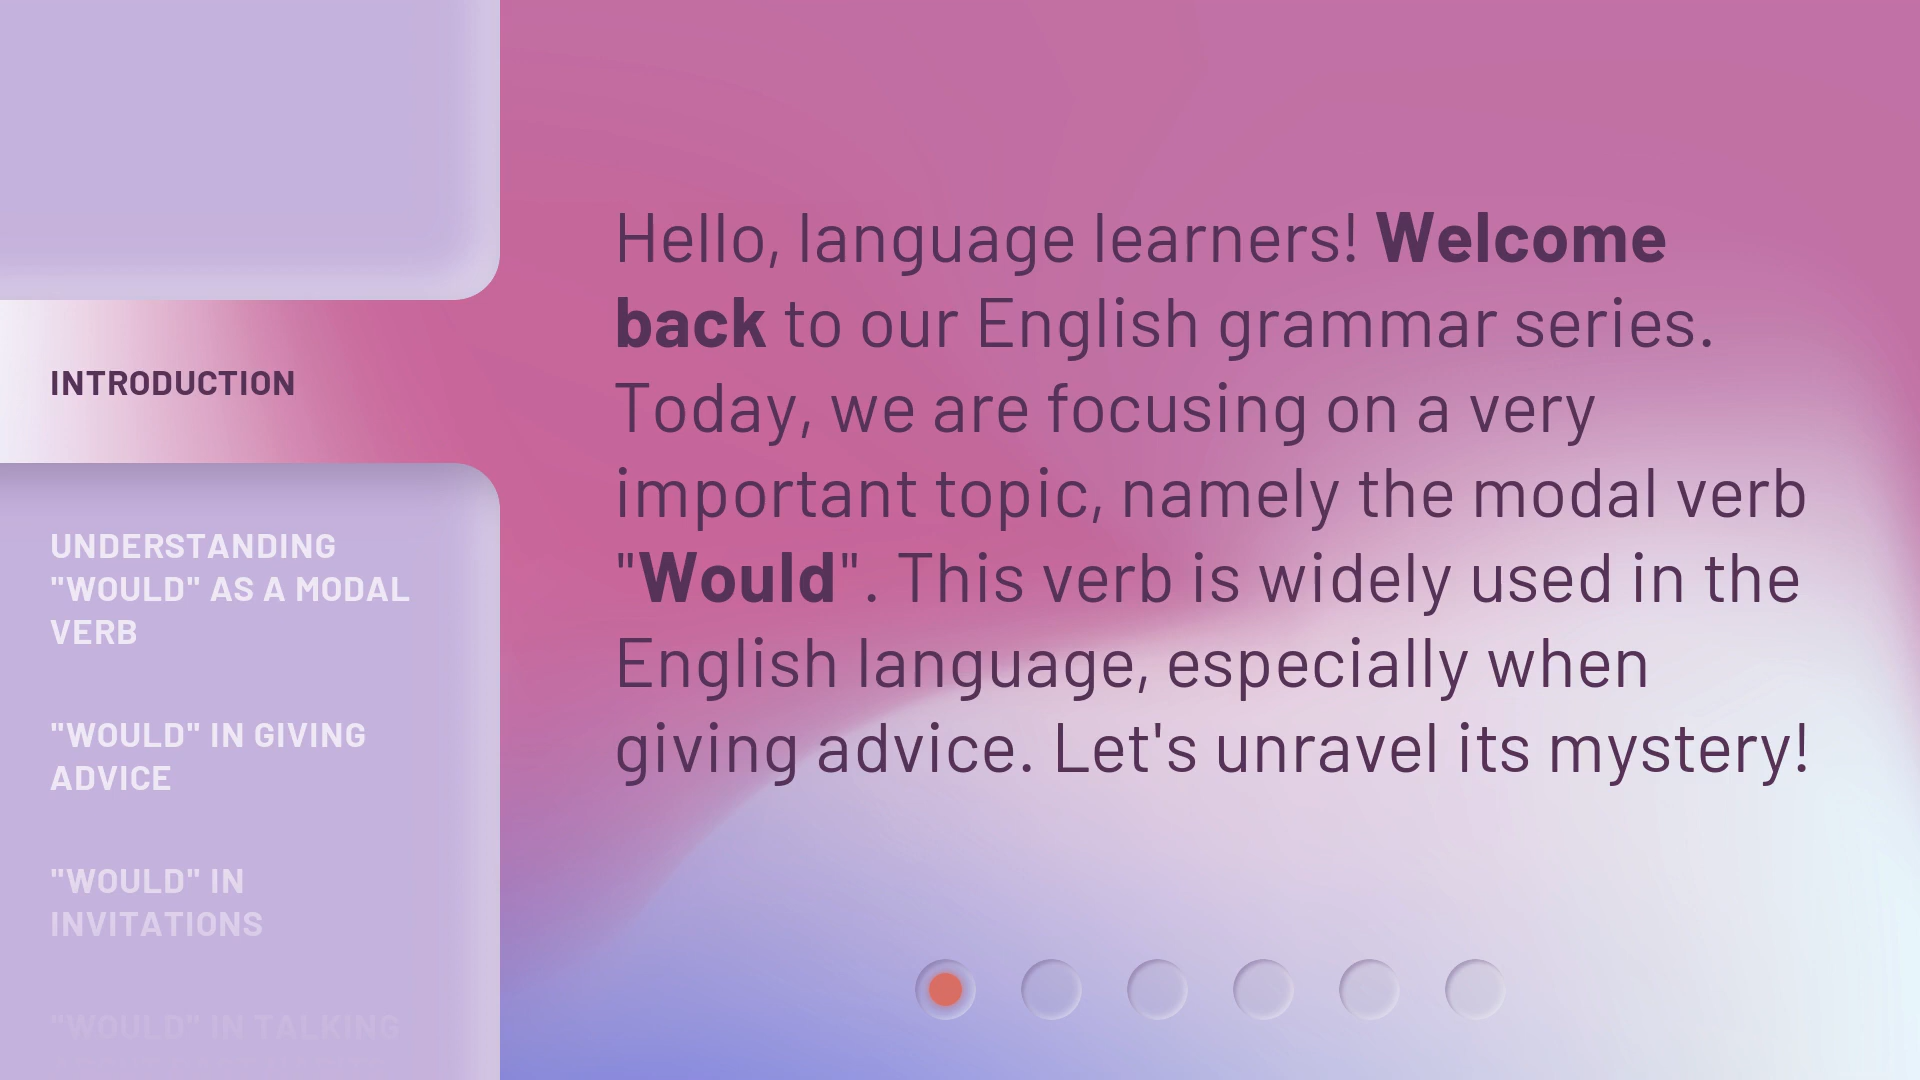 INTRODUCTION
UNDERSTANDING
"WOULD" AS A MODAL
VERB
"WOULD" IN GIVING
ADVICE
"WOULD" IN
INVITATIONS
"WOULD" IN TALKING
Hello, language learners! Welcome
back to our English grammar series.
Today, we are focusing on a very
important topic, namely the modal verb
"Would". This verb is widely used in the
English language, especially when
giving advice. Let's unravel its mystery!